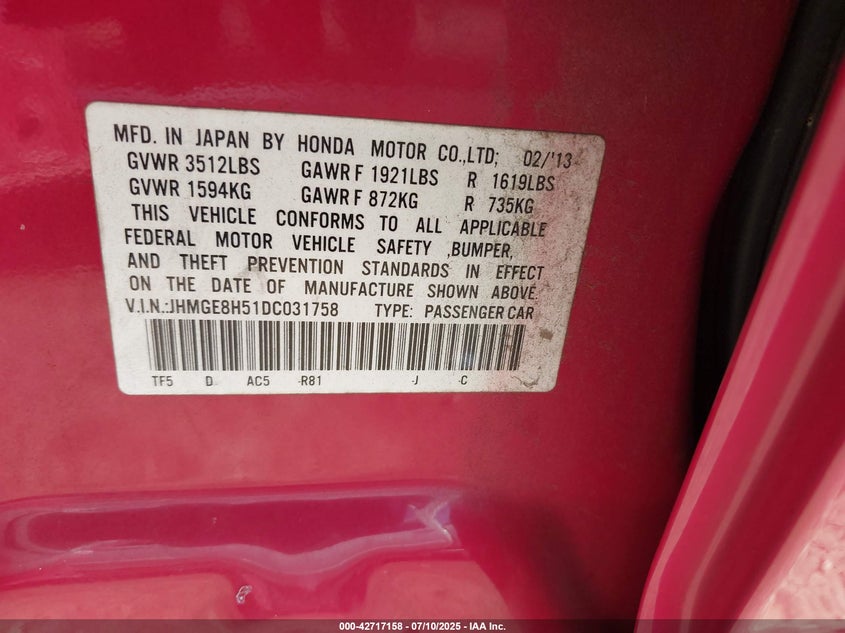 MFD. IN JAPAN BY HONDA MOTOR CO.,LTD; 02/'13
GVWR 3512LBS GAWR F 1921LBS R 1619LBS
GVWR 1594KG GAWR F 872KG R 735KG
THIS VEHICLE CONFORMS TO ALL APPLICABLE
FEDERAL MOTOR VEHICLE SAFETY ,BUMPER,
AND THEFT PREVENTION STANDARDS IN EFFECT
ON THE DATE OF MANUFACTURE SHOWN ABOVE.
V.I.N.:JHMGE8H51DC031758 TYPE: PASSENGER CAR
TF5 D AC5 -R81 -J -C
000-42717158 - 07/10/2025 - IAA Inc.